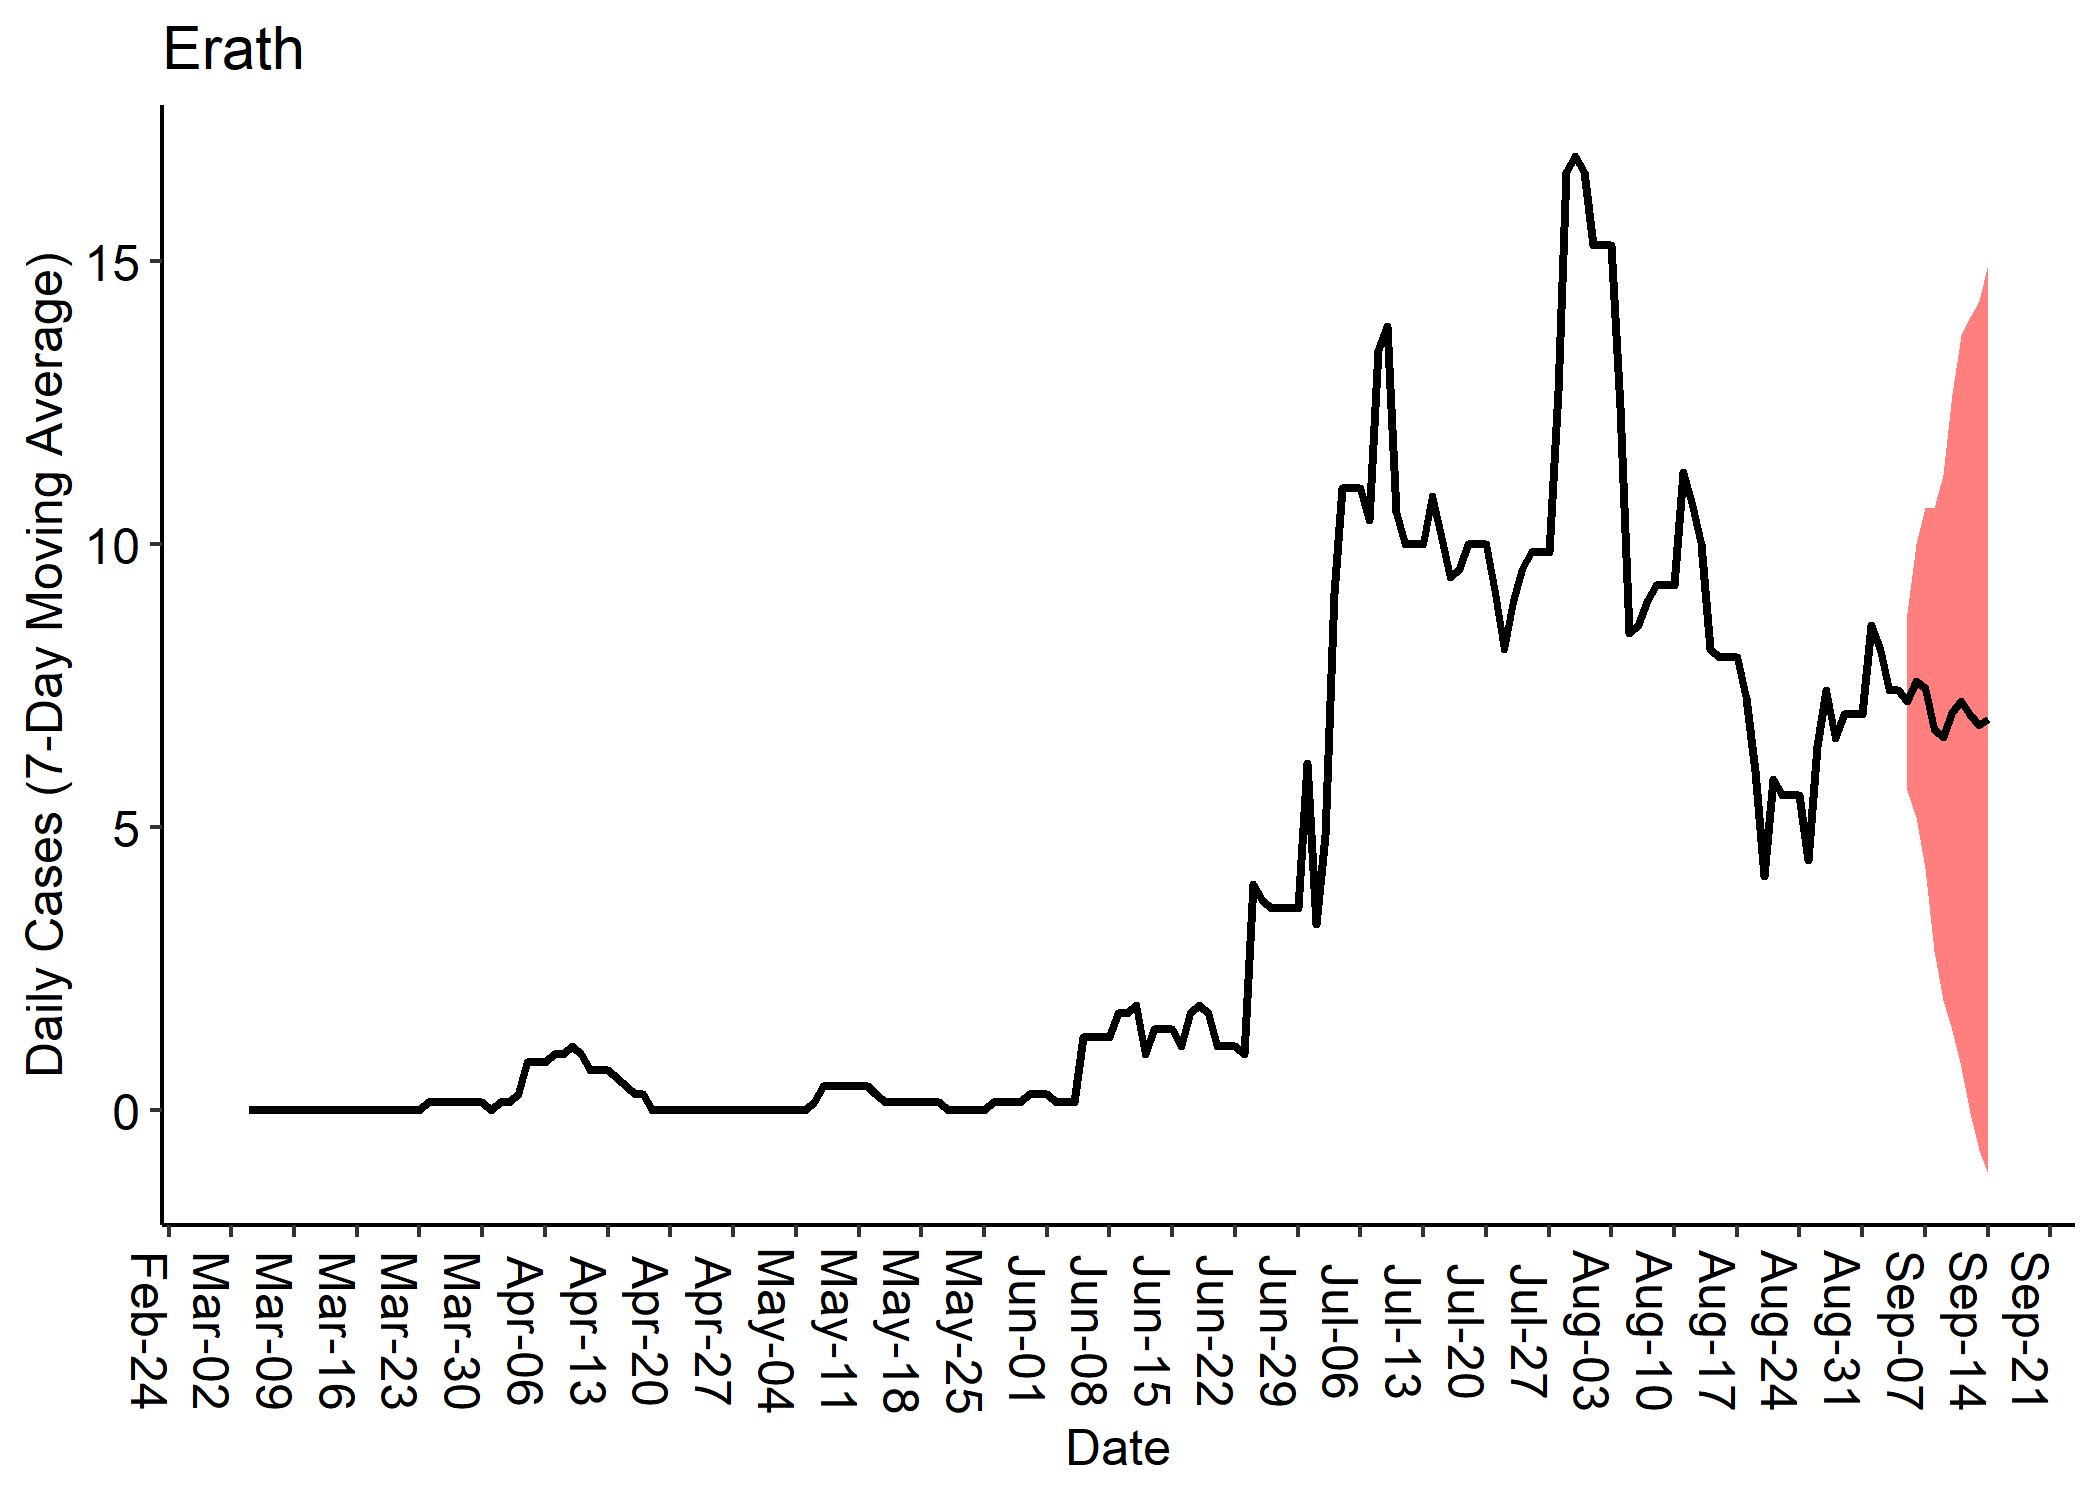 Erath
Daily Cases (7-Day Moving Average)
15
10
5
0
Feb-24
Mar-02
Mar-09
Mar-16
Mar-23
Mar-30
Apr-06
Apr-13
Apr-20
Apr-27
May-04
May-11
May-18
May-25
Jun-01
Jun-08
Jun-15
Jun-22
Jun-29
Jul-06
Jul-13
Jul-20
Jul-27
Aug-03
Aug-10
Aug-17
Aug-24
Aug-31
Sep-07
Sep-14
Sep-21
Date